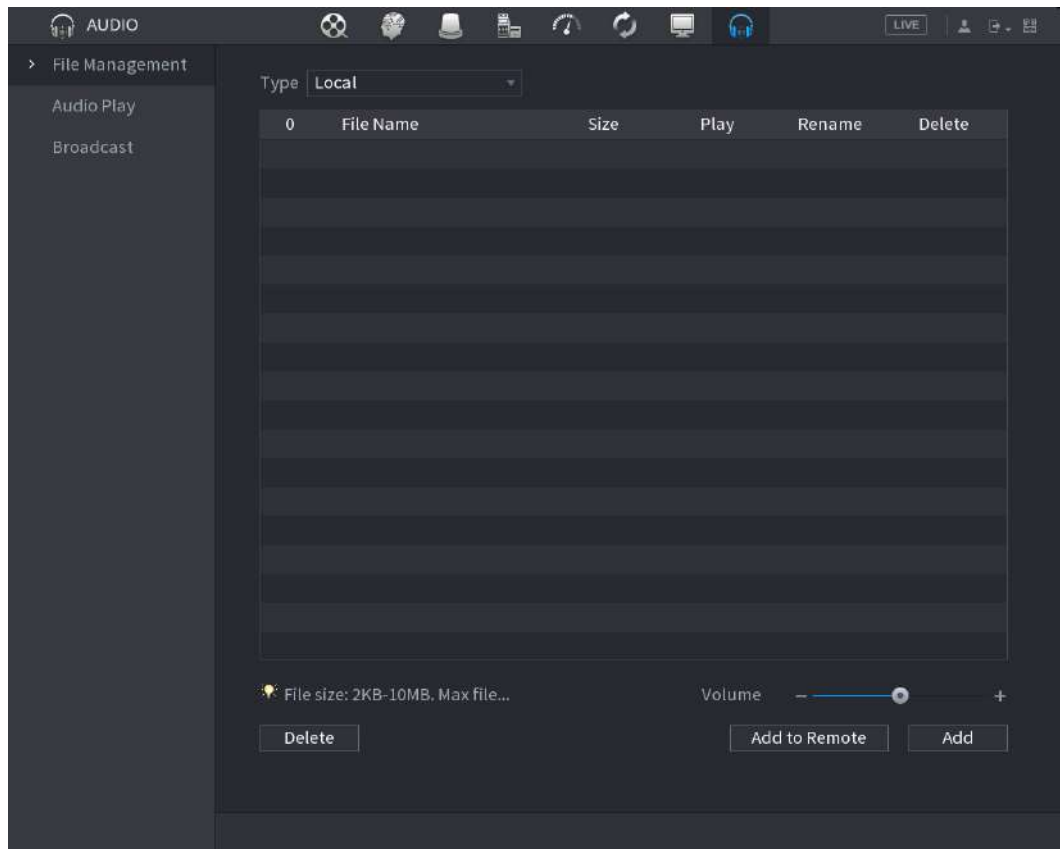 AUDIO
LIVE
File Management
Audio Play
Broadcast
Type Local
0 File Name Size Play Rename Delete
File size: 2KB-10MB. Max file...
Volume
Delete Add to Remote Add